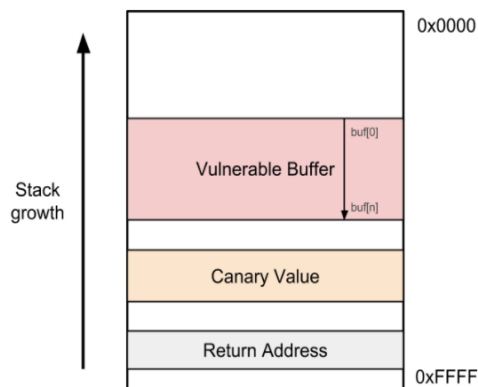 0x0000
buf[0]
Vulnerable Buffer
Stack
growth
buf[n]
Canary Value
Return Address
0xFFFF